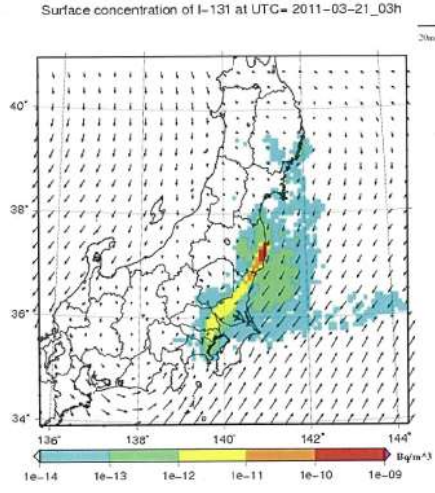 Surface concentration of I-131 at UTC= 2011-03-21_03h
40°
38°
36°
34°
136° 138° 140° 142° 144°
Bq/m^3
1e-14 1e-13 1e-12 1e-11 1e-10 1e-09